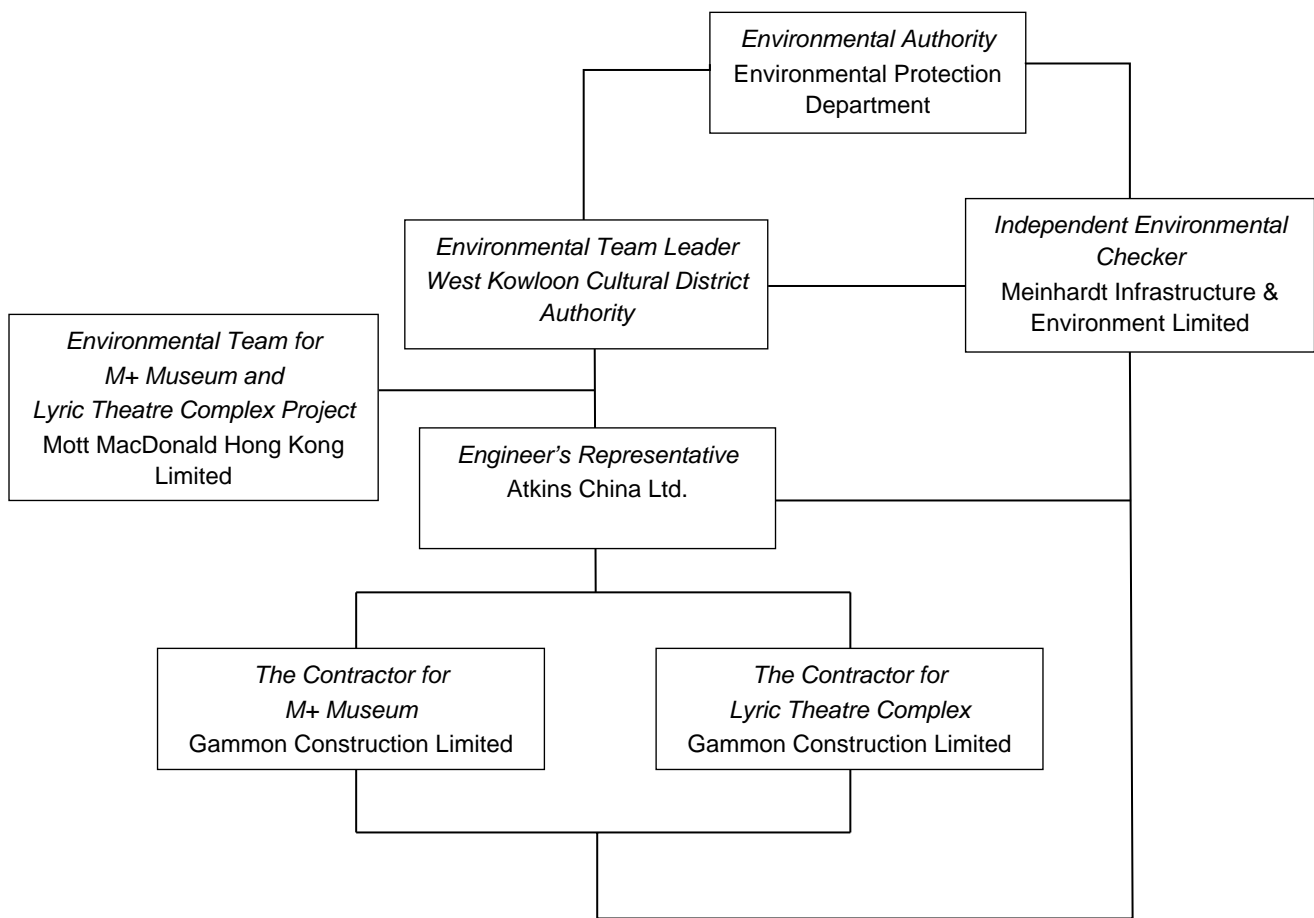 Environmental Authority
Environmental Protection
Department
Environmental Team Leader
West Kowloon Cultural District
Authority
Independent Environmental
Checker
Meinhardt Infrastructure &
Environment Limited
Environmental Team for
M+ Museum and
Lyric Theatre Complex Project
Mott MacDonald Hong Kong
Limited
Engineer’s Representative
Atkins China Ltd.
The Contractor for
M+ Museum
Gammon Construction Limited
The Contractor for
Lyric Theatre Complex
Gammon Construction Limited